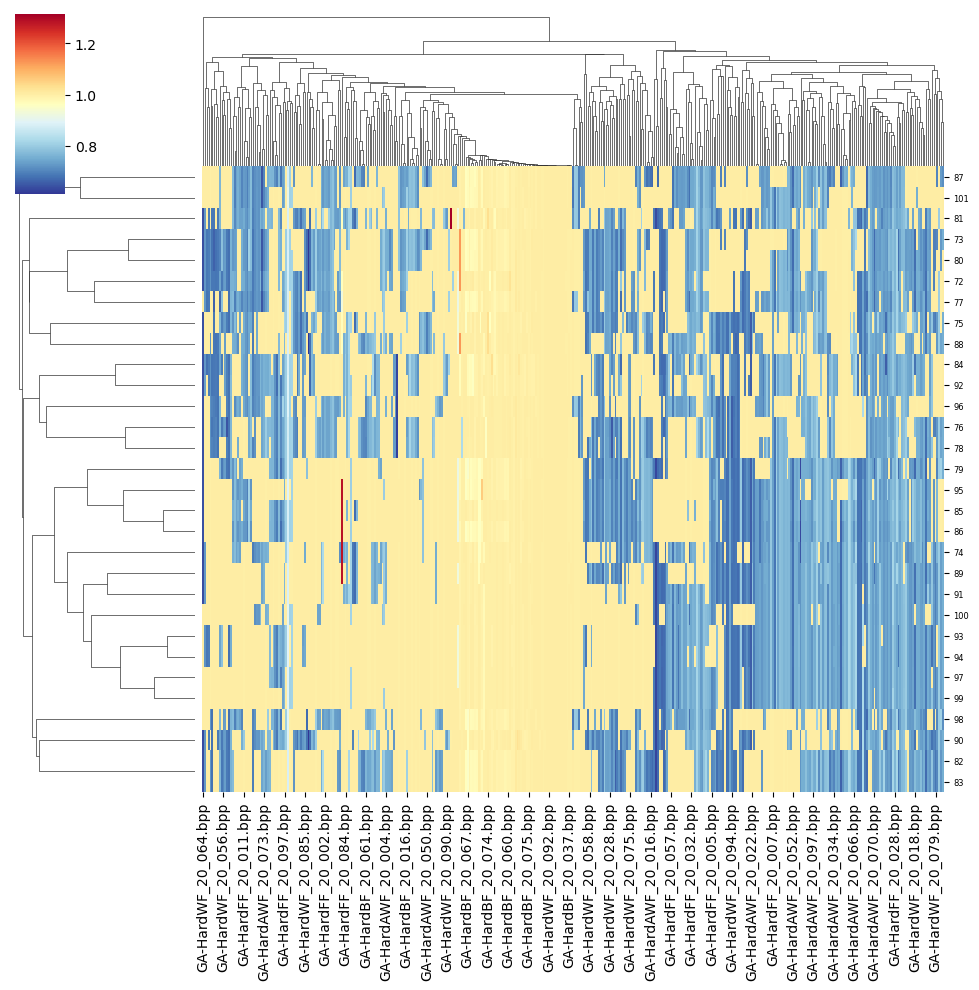 1.2
1.0
0.8
87
101
81
73
80
72
77
75
88
84
92
96
76
78
79
95
85
86
74
89
91
100
93
94
97
99
98
90
82
83
GA-HardWF_20_064.bpp
GA-HardWF_20_056.bpp
GA-HardFF_20_011.bpp
GA-HardAWF_20_073.bpp
GA-HardFF_20_097.bpp
GA-HardWF_20_085.bpp
GA-HardFF_20_002.bpp
GA-HardFF_20_084.bpp
GA-HardBF_20_061.bpp
GA-HardAWF_20_004.bpp
GA-HardBF_20_016.bpp
GA-HardAWF_20_050.bpp
GA-HardWF_20_090.bpp
GA-HardBF_20_067.bpp
GA-HardBF_20_074.bpp
GA-HardBF_20_060.bpp
GA-HardBF_20_075.bpp
GA-HardWF_20_092.bpp
GA-HardBF_20_037.bpp
GA-HardWF_20_058.bpp
GA-HardAWF_20_028.bpp
GA-HardWF_20_075.bpp
GA-HardAWF_20_016.bpp
GA-HardFF_20_057.bpp
GA-HardFF_20_032.bpp
GA-HardFF_20_005.bpp
GA-HardWF_20_094.bpp
GA-HardAWF_20_022.bpp
GA-HardFF_20_007.bpp
GA-HardAWF_20_052.bpp
GA-HardAWF_20_097.bpp
GA-HardAWF_20_046.bpp
GA-HardAWF_20_066.bpp
GA-HardAWF_20_070.bpp
GA-HardFF_20_028.bpp
GA-HardWF_20_018.bpp
GA-HardWF_20_079.bpp